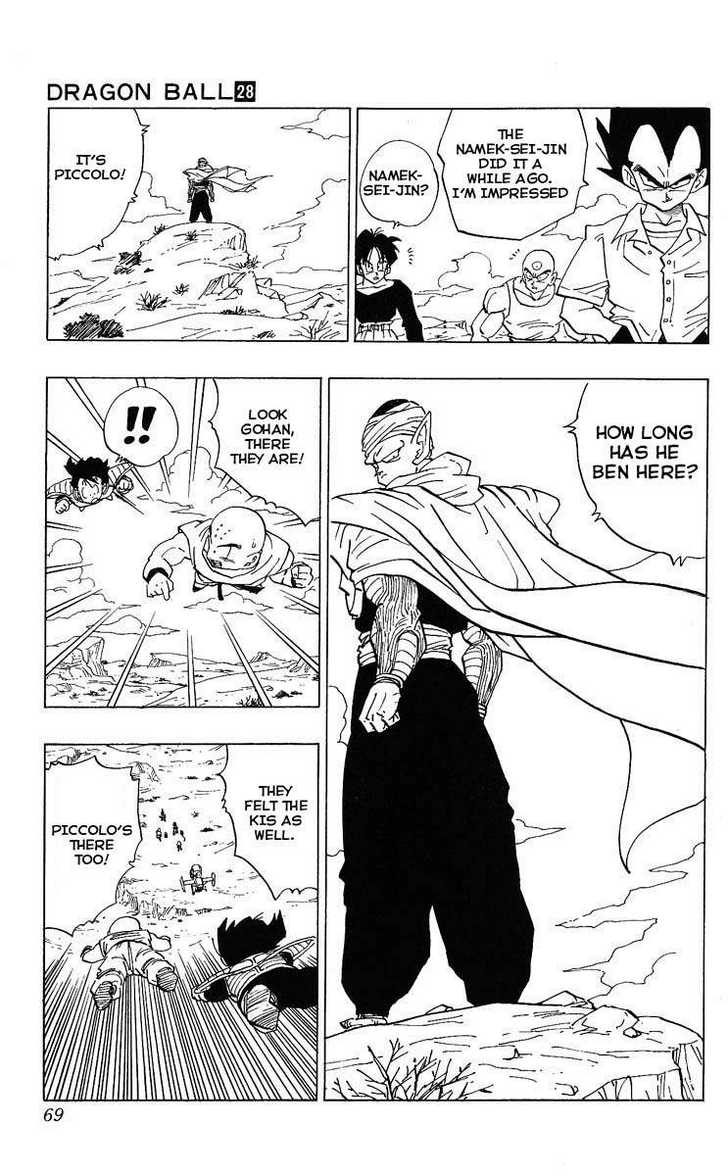 DRAGON BALL 28
THE
NAMEK-SEI-JIN
DID IT A
WHILE AGO.
I'M IMPRESSED
NAMEK-
SEI-JIN?
IT'S
PICCOLO!
HOW LONG
HAS HE
BEN HERE?
LOOK
GOHAN,
THERE
THEY ARE!
!!
THEY
FELT THE
KIS AS
WELL.
PICCOLO'S
THERE
TOO!
69